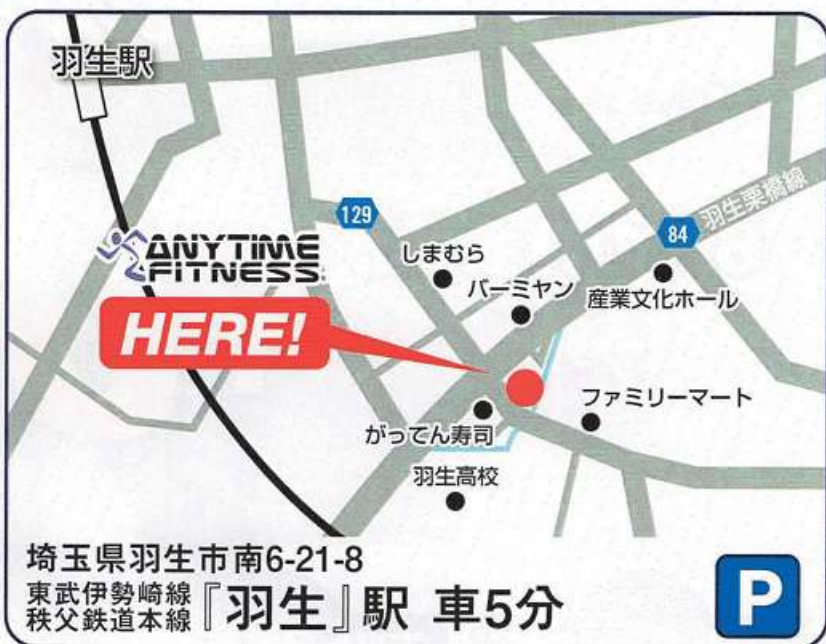 羽生駅
129
84
羽生栗橋線
ANYTIME
FITNESS
しまむら
バーミヤン
産業文化ホール
HERE!
ファミリーマート
がってん寿司
羽生高校
埼玉県羽生市南6-21-8
東武伊勢崎線
秩父鉄道本線
『羽生』駅 車5分
P